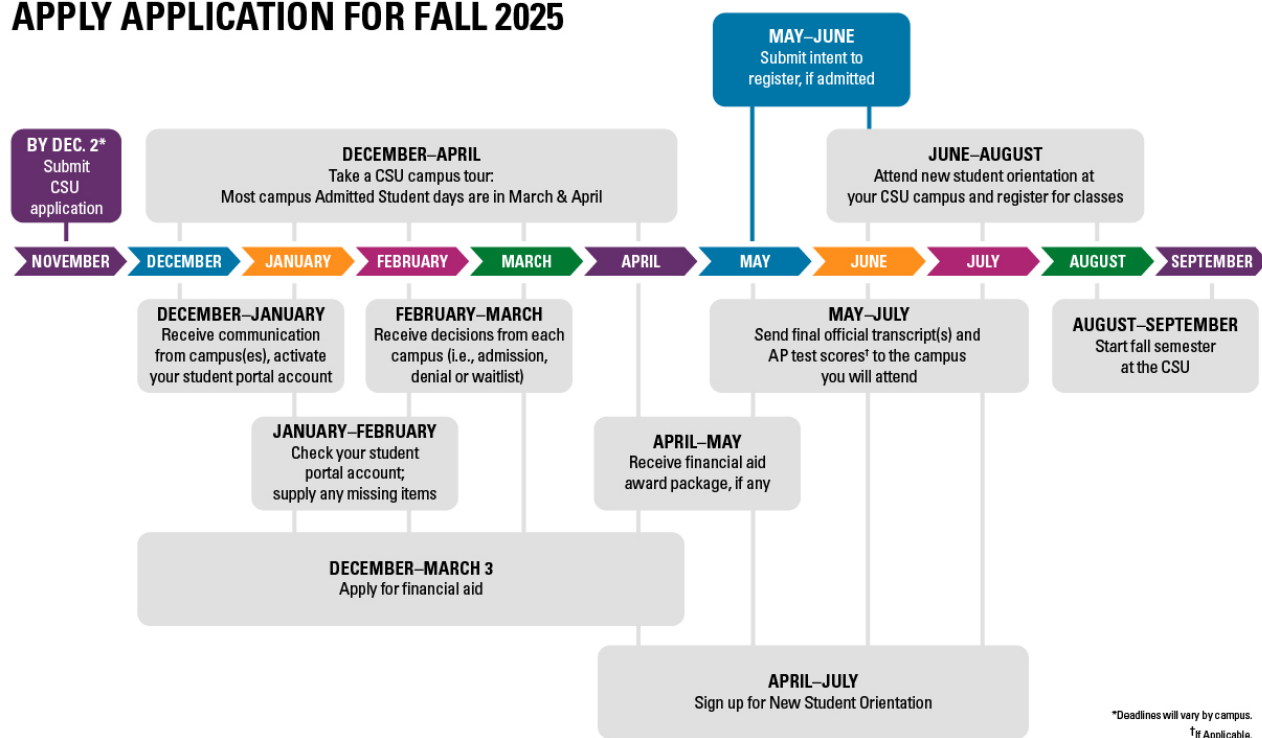 APPLY APPLICATION FOR FALL 2025
MAY–JUNE
Submit intent to
register, if admitted
BY DEC. 2*
Submit
CSU
application
DECEMBER–APRIL
Take a CSU campus tour:
Most campus Admitted Student days are in March & April
JUNE–AUGUST
Attend new student orientation at
your CSU campus and register for classes
NOVEMBER
DECEMBER
JANUARY
FEBRUARY
MARCH
APRIL
MAY
JUNE
JULY
AUGUST
SEPTEMBER
DECEMBER–JANUARY
Receive communication
from campus(es), activate
your student portal account
FEBRUARY–MARCH
Receive decisions from each
campus (i.e., admission,
denial or waitlist)
MAY–JULY
Send final official transcript(s) and
AP test scores† to the campus
you will attend
AUGUST–SEPTEMBER
Start fall semester
at the CSU
JANUARY–FEBRUARY
Check your student
portal account;
supply any missing items
APRIL–MAY
Receive financial aid
award package, if any
DECEMBER–MARCH 3
Apply for financial aid
APRIL–JULY
Sign up for New Student Orientation
*Deadlines will vary by campus.
†If Applicable.